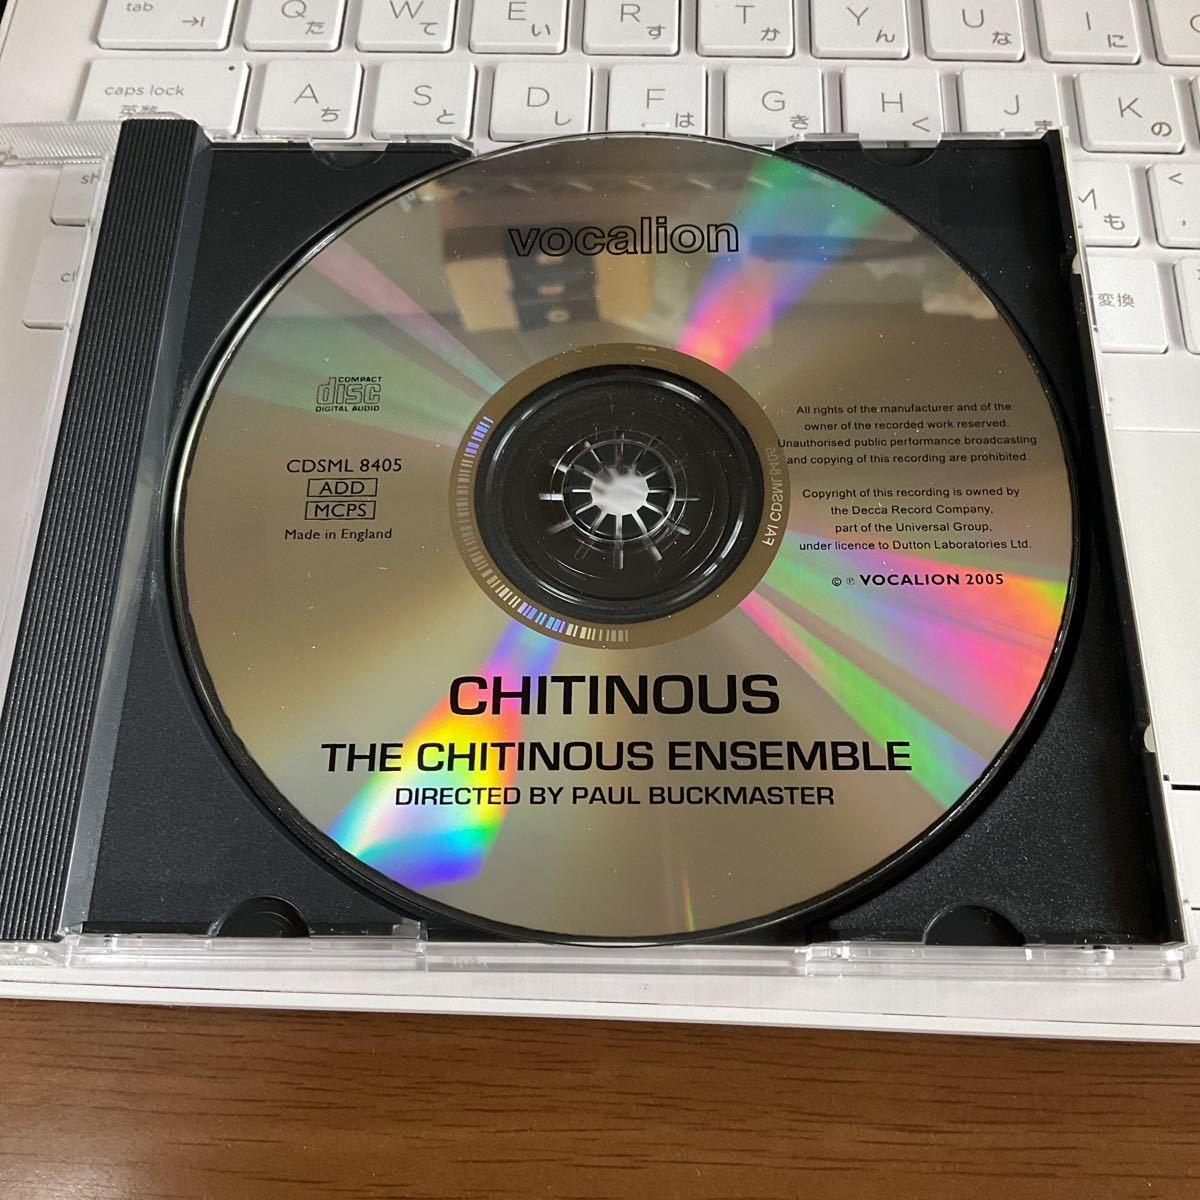 tab
Q た
W て
E い
R す
T か
Y ん
U な
I に
caps lock
英数
A ち
S と
D し
F は
G き
H く
J ま
K の
sh
M も
<
,
変換
vocalion
COMPACT
disc
DIGITAL AUDIO
CDSML 8405
ADD
MCPS
Made in England
All rights of the manufacturer and of the
owner of the recorded work reserved.
Unauthorised public performance broadcasting
and copying of this recording are prohibited.
Copyright of this recording is owned by
the Decca Record Company,
part of the Universal Group,
under licence to Dutton Laboratories Ltd.
© ℗ VOCALION 2005
CDSML8405
CHITINOUS
THE CHITINOUS ENSEMBLE
DIRECTED BY PAUL BUCKMASTER